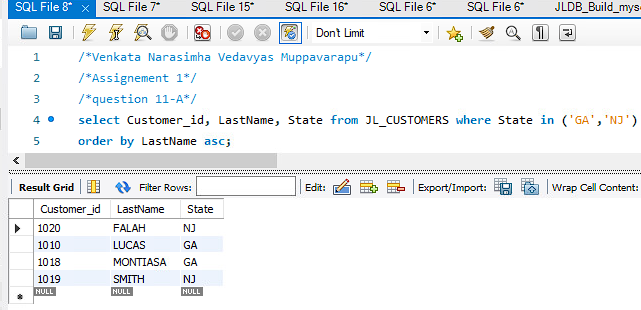 SQL File 8* SQL File 7* SQL File 15* SQL File 16* SQL File 6* SQL File 6* JLDB_Build_mys
Don't Limit
1 /*Venkata Narasimha Vedavyas Muppavarapu*/
2 /*Assignement 1*/
3 /*question 11-A*/
4 select Customer_id, LastName, State from JL_CUSTOMERS where State in ('GA','NJ')
5 order by LastName asc;
Result Grid Filter Rows: Edit: Export/Import: Wrap Cell Content:
Customer_id LastName State
1020 FALAH NJ
1010 LUCAS GA
1018 MONTIASA GA
1019 SMITH NJ
NULL NULL NULL